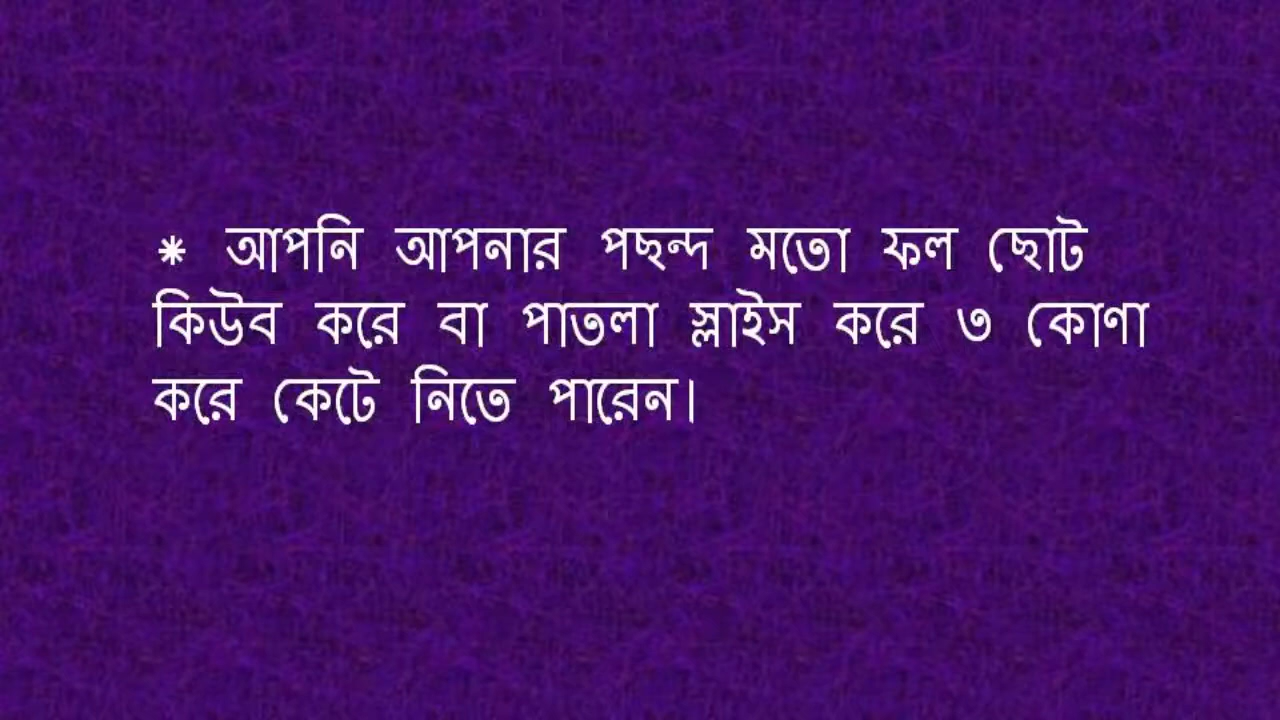 * আপনি আপনার পছন্দ মতো ফল ছোট
কিউব করে বা পাতলা স্লাইস করে ৩ কোণা
করে কেটে নিতে পারেন।